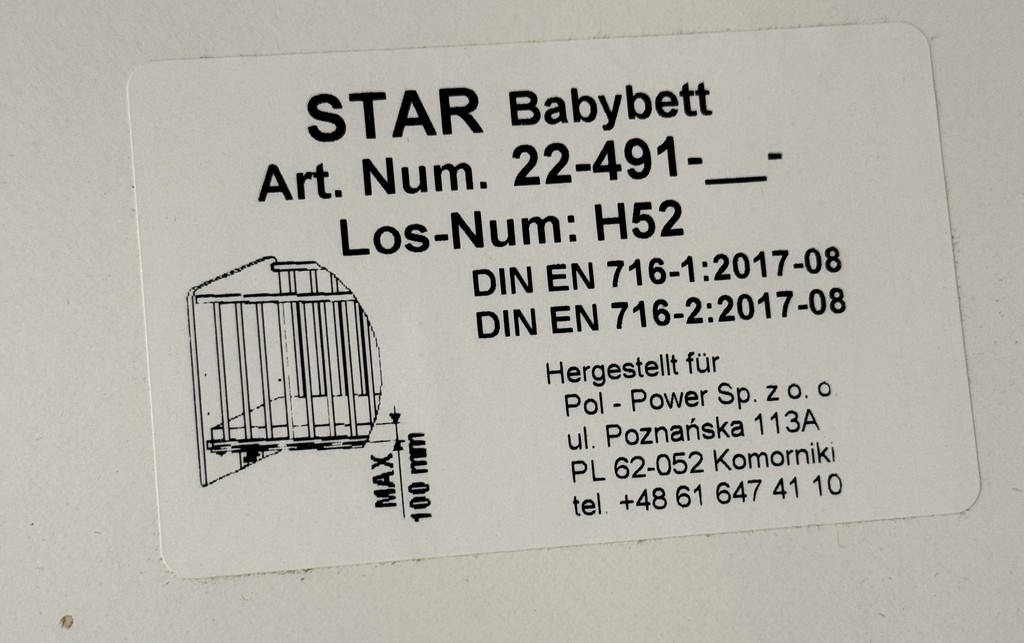 STAR Babybett
Art. Num. 22-491-__-
Los-Num: H52
DIN EN 716-1:2017-08
DIN EN 716-2:2017-08
MAX
100 mm
Hergestellt für
Pol - Power Sp. z o. o
ul. Poznańska 113A
PL 62-052 Komorniki
tel. +48 61 647 41 10